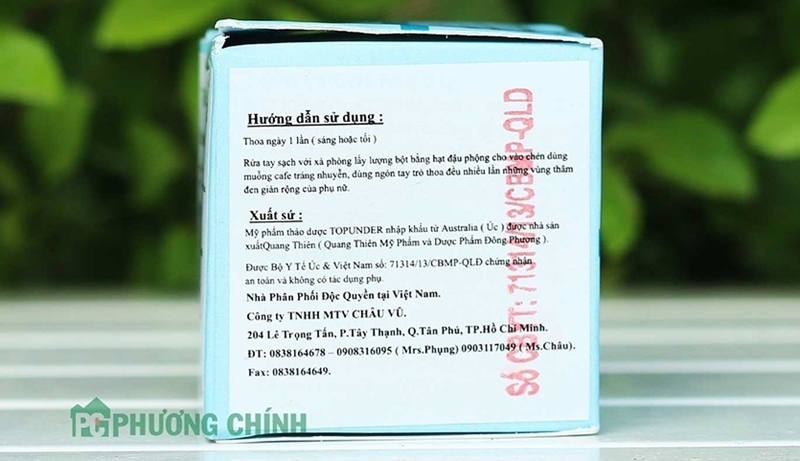 Hướng dẫn sử dụng :
Thoa ngày 1 lần ( sáng hoặc tối )
Rửa tay sạch với xà phòng lấy lượng bột bằng hạt đậu phộng cho vào chén dùng
muỗng cafe tráng nhuyễn, dùng ngón tay trỏ thoa đều nhiều lần những vùng thâm
đen giãn rộng của phụ nữ.
Xuất sứ :
Mỹ phẩm thảo dược TOPUNDER nhập khẩu từ Australia ( Úc ) được nhà sản
xuấtQuang Thiên ( Quang Thiên Mỹ Phẩm và Dược Phẩm Đông Phương ).
Được Bộ Y Tế Úc & Việt Nam số: 71314/13/CBMP-QLĐ chứng nhận
an toàn và không có tác dụng phụ.
Nhà Phân Phối Độc Quyền tại Việt Nam.
Công ty TNHH MTV CHÂU VŨ.
204 Lê Trọng Tấn, P.Tây Thạnh, Q.Tân Phú, TP.Hồ Chí Minh.
ĐT: 0838164678 – 0908316095 ( Mrs.Phụng) 0903117049 ( Ms.Châu).
Fax: 0838164649.
Số CBTT: 71314/13/CBMP-QLD
PC PHƯƠNG CHÍNH